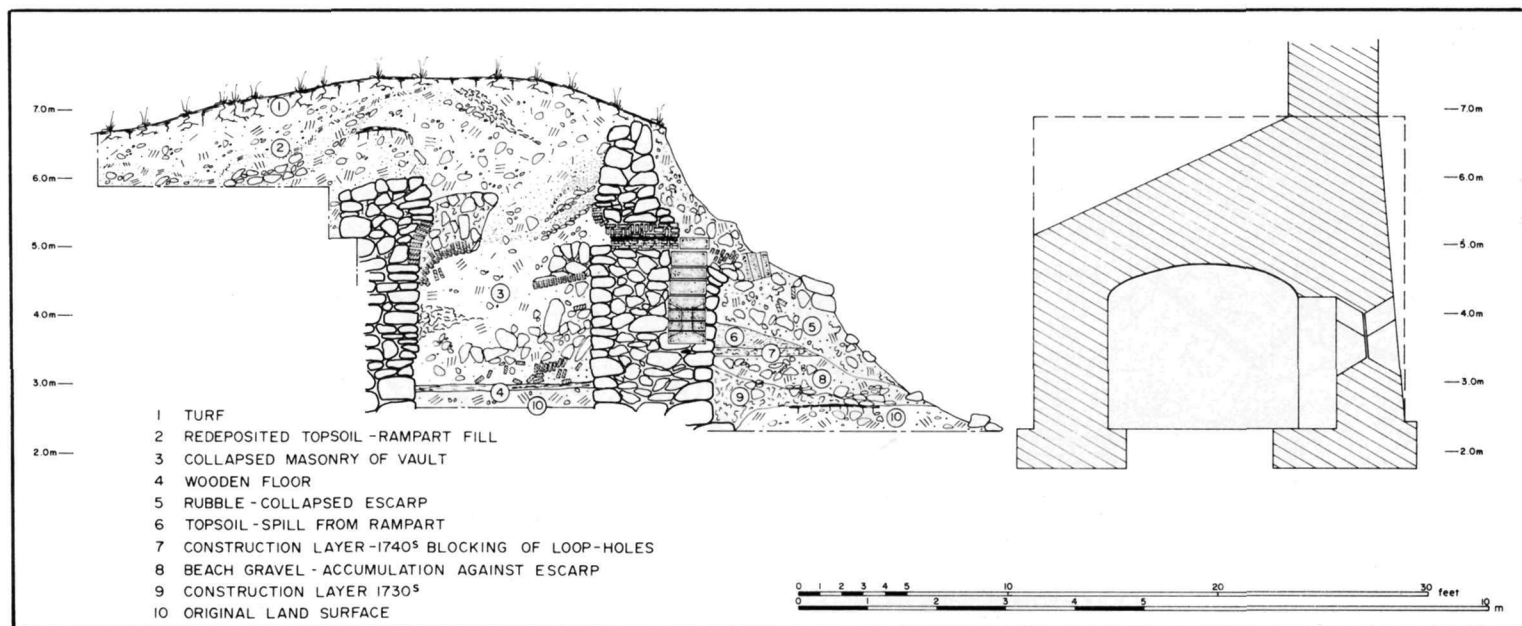 7.0m
6.0m
5.0m
4.0m
3.0m
2.0m
1
2
3
4
10
5
6
7
8
9
10
1 TURF
2 REDEPOSITED TOPSOIL - RAMPART FILL
3 COLLAPSED MASONRY OF VAULT
4 WOODEN FLOOR
5 RUBBLE - COLLAPSED ESCARP
6 TOPSOIL - SPILL FROM RAMPART
7 CONSTRUCTION LAYER - 1740S BLOCKING OF LOOP-HOLES
8 BEACH GRAVEL - ACCUMULATION AGAINST ESCARP
9 CONSTRUCTION LAYER 1730S
10 ORIGINAL LAND SURFACE
7.0m
6.0m
5.0m
4.0m
3.0m
2.0m
0 1 2 3 4 5 10 20 30 feet
0 1 2 3 4 5 10 m